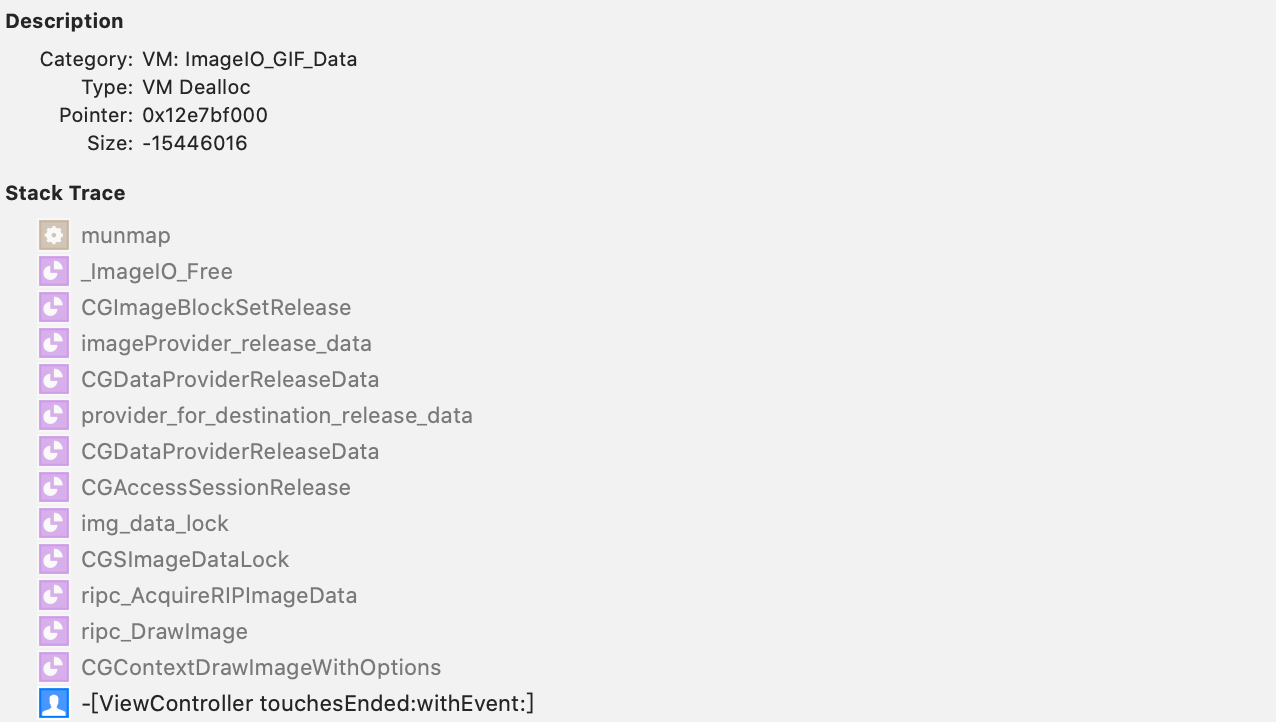 Description
Category: VM: ImageIO_GIF_Data
Type: VM Dealloc
Pointer: 0x12e7bf000
Size: -15446016
Stack Trace
munmap
_ImageIO_Free
CGImageBlockSetRelease
imageProvider_release_data
CGDataProviderReleaseData
provider_for_destination_release_data
CGDataProviderReleaseData
CGAccessSessionRelease
img_data_lock
CGSImageDataLock
ripc_AcquireRIPImageData
ripc_DrawImage
CGContextDrawImageWithOptions
-[ViewController touchesEnded:withEvent:]